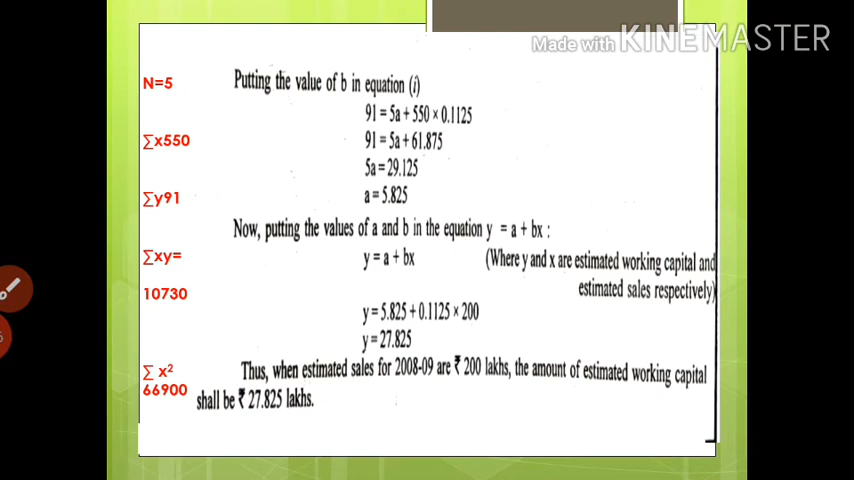 Made with KINEMASTER
N=5
Putting the value of b in equation (i)
91 = 5a + 550 × 0.1125
∑x550
91 = 5a + 61.875
5a = 29.125
∑y91
a = 5.825
Now, putting the values of a and b in the equation y = a + bx :
∑xy=
y = a + bx (Where y and x are estimated working capital and
estimated sales respectively)
10730
y = 5.825 + 0.1125 × 200
y = 27.825
∑ x²
Thus, when estimated sales for 2008-09 are ₹ 200 lakhs, the amount of estimated working capital
66900
shall be ₹ 27.825 lakhs.